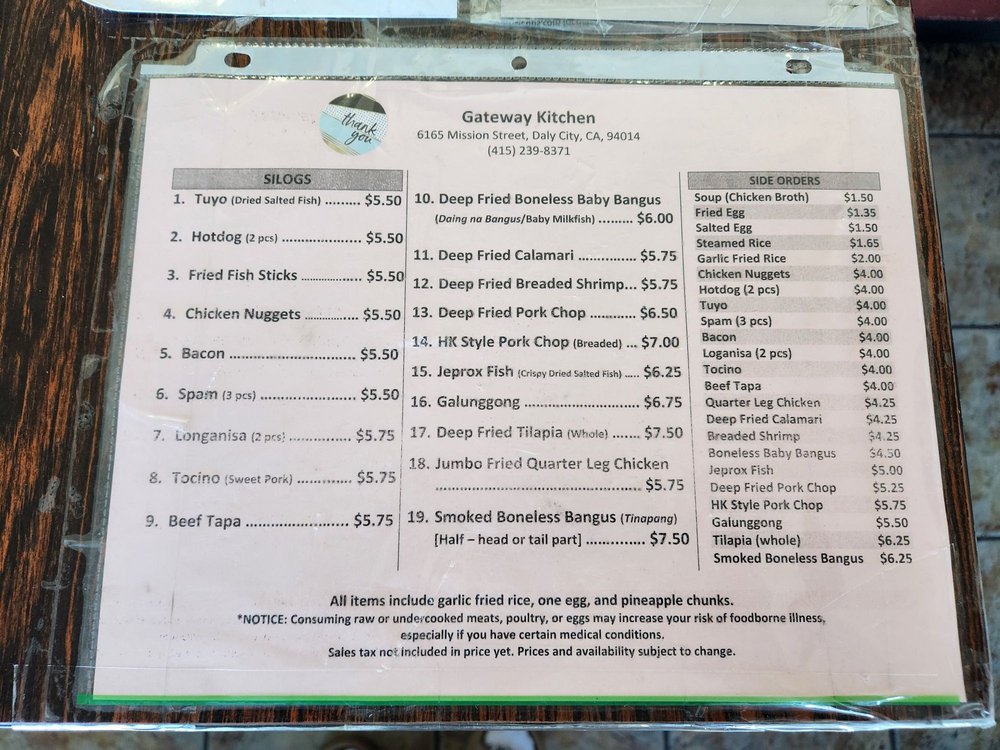 thank
you
Gateway Kitchen
6165 Mission Street, Daly City, CA, 94014
(415) 239-8371
SILOGS
1. Tuyo (Dried Salted Fish) ......... $5.50
2. Hotdog (2 pcs) ...................... $5.50
3. Fried Fish Sticks .................... $5.50
4. Chicken Nuggets .................. $5.50
5. Bacon .................................... $5.50
6. Spam (3 pcs) ......................... $5.50
7. Longanisa (2 pcs) .................. $5.75
8. Tocino (Sweet Pork) ............... $5.75
9. Beef Tapa ............................. $5.75
10. Deep Fried Boneless Baby Bangus
(Daing na Bangus/Baby Milkfish) ......... $6.00
11. Deep Fried Calamari ............... $5.75
12. Deep Fried Breaded Shrimp... $5.75
13. Deep Fried Pork Chop ........... $6.50
14. HK Style Pork Chop (Breaded) ... $7.00
15. Jeprox Fish (Crispy Dried Salted Fish) ..... $6.25
16. Galunggong ........................... $6.75
17. Deep Fried Tilapia (Whole) ....... $7.50
18. Jumbo Fried Quarter Leg Chicken
..................................................... $5.75
19. Smoked Boneless Bangus (Tinapang)
[Half – head or tail part] .............. $7.50
SIDE ORDERS
Soup (Chicken Broth) $1.50
Fried Egg $1.35
Salted Egg $1.50
Steamed Rice $1.65
Garlic Fried Rice $2.00
Chicken Nuggets $4.00
Hotdog (2 pcs) $4.00
Tuyo $4.00
Spam (3 pcs) $4.00
Bacon $4.00
Loganisa (2 pcs) $4.00
Tocino $4.00
Beef Tapa $4.00
Quarter Leg Chicken $4.25
Deep Fried Calamari $4.25
Breaded Shrimp $4.25
Boneless Baby Bangus $4.50
Jeprox Fish $5.00
Deep Fried Pork Chop $5.25
HK Style Pork Chop $5.75
Galunggong $5.50
Tilapia (whole) $6.25
Smoked Boneless Bangus $6.25
All items include garlic fried rice, one egg, and pineapple chunks.
*NOTICE: Consuming raw or undercooked meats, poultry, or eggs may increase your risk of foodborne illness,
especially if you have certain medical conditions.
Sales tax not included in price yet. Prices and availability subject to change.